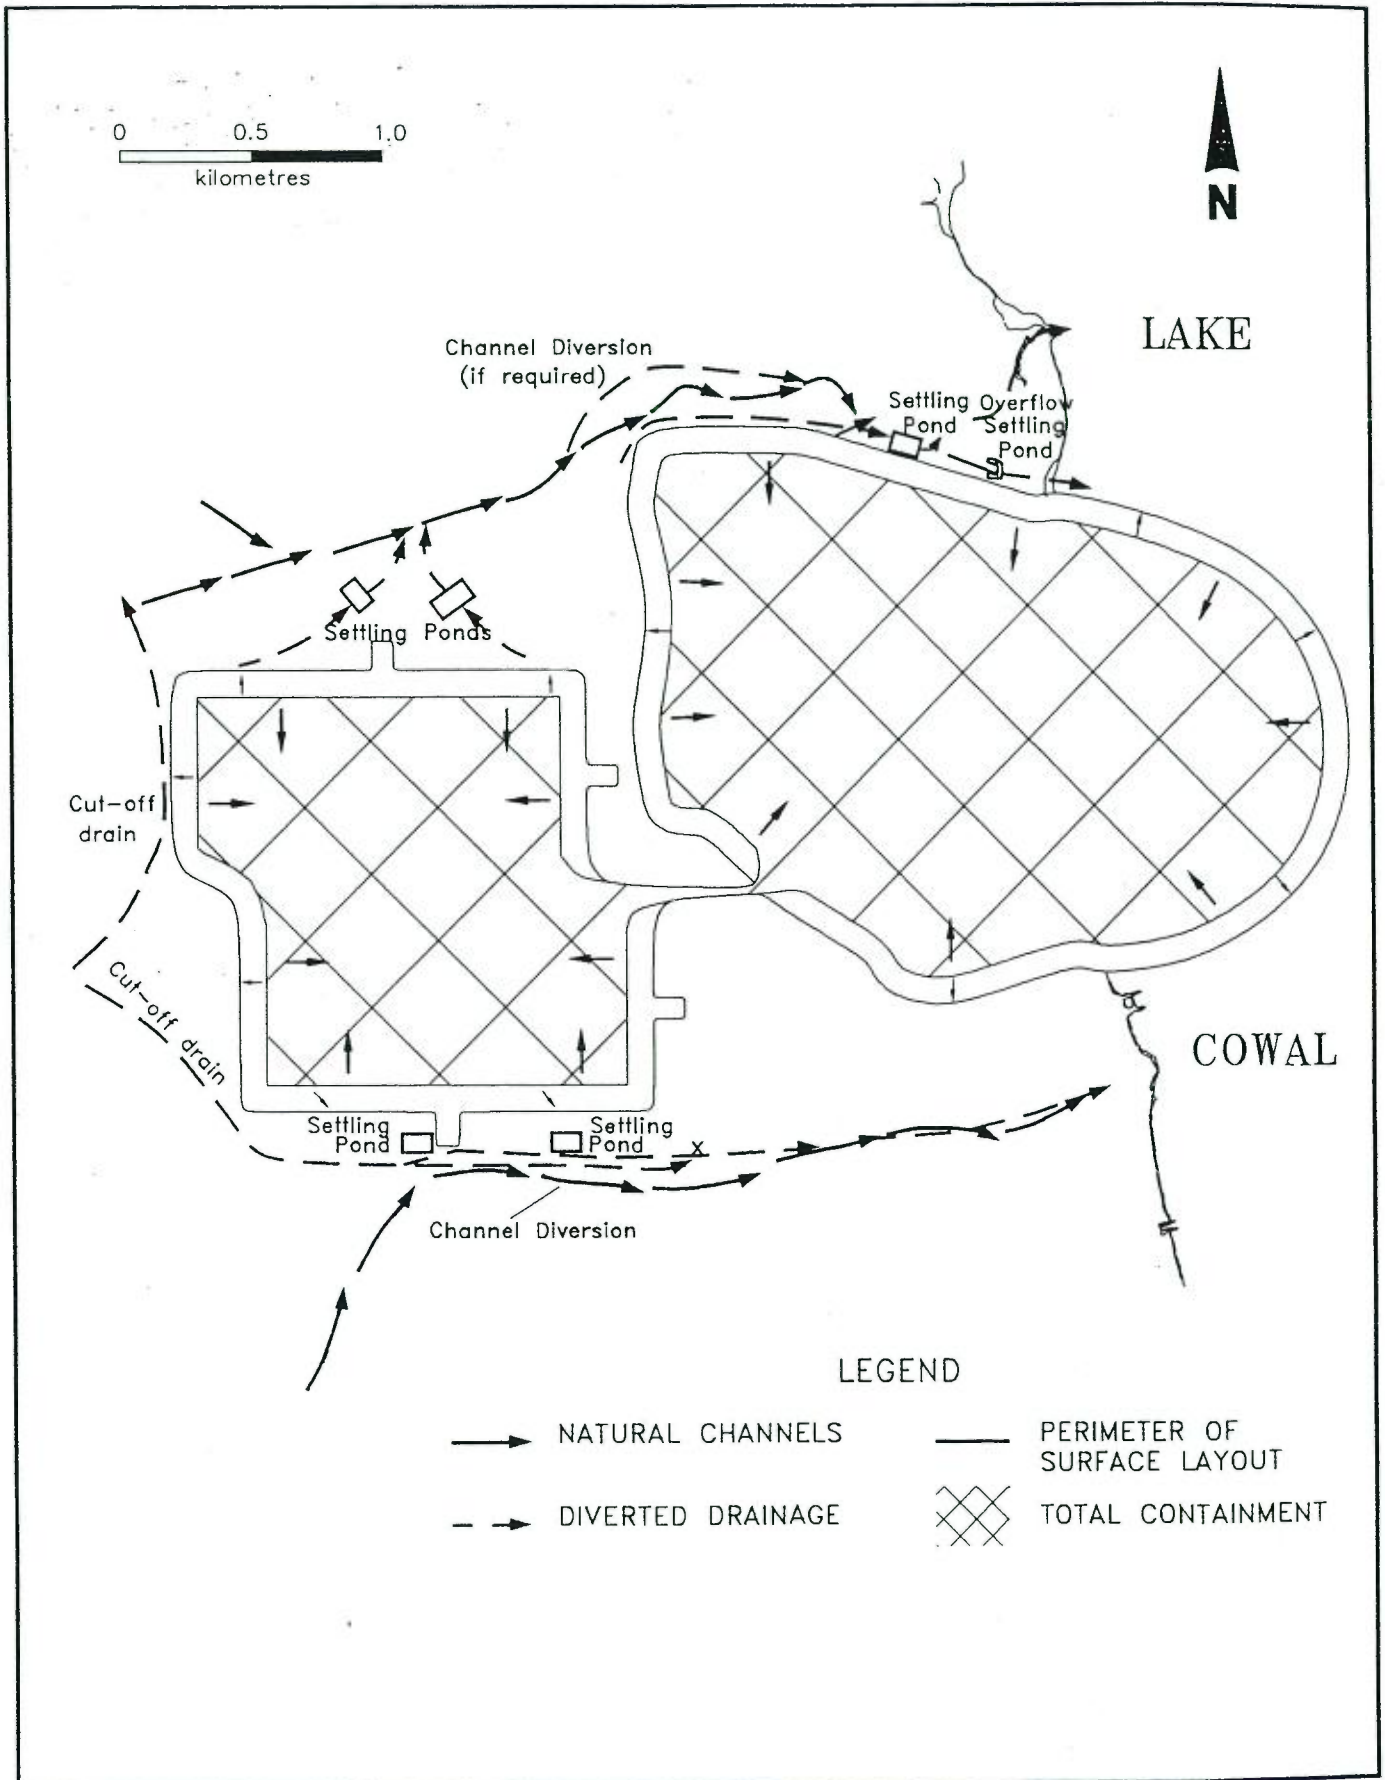 0 0.5 1.0
kilometres
N
LAKE
Channel Diversion
(if required)
Settling
Pond
Overflow
Settling
Pond
Settling Ponds
Cut-off
drain
Cut-off drain
COWAL
Settling
Pond
Settling
Pond
X
Channel Diversion
LEGEND
NATURAL CHANNELS
PERIMETER OF
SURFACE LAYOUT
DIVERTED DRAINAGE
TOTAL CONTAINMENT